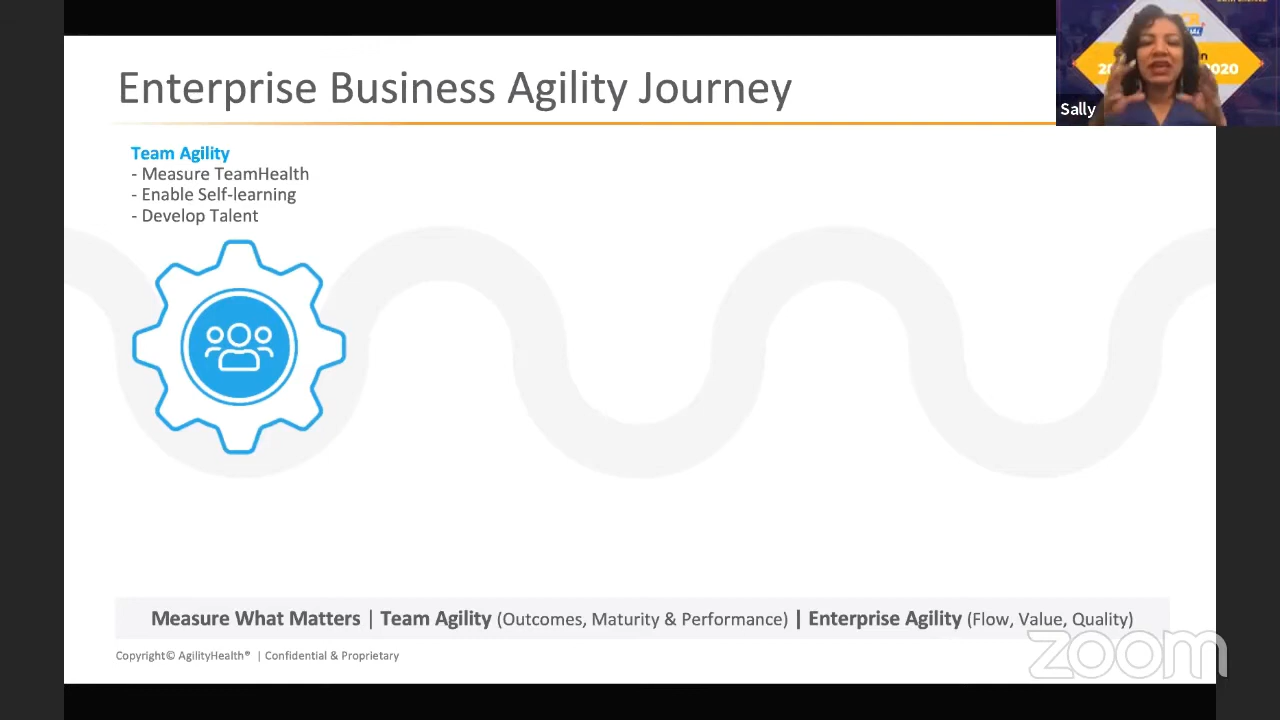 Enterprise Business Agility Journey
Sally
Team Agility
- Measure TeamHealth
- Enable Self-learning
- Develop Talent
Measure What Matters | Team Agility (Outcomes, Maturity & Performance) | Enterprise Agility (Flow, Value, Quality)
Copyright© AgilityHealth® | Confidential & Proprietary
zoom